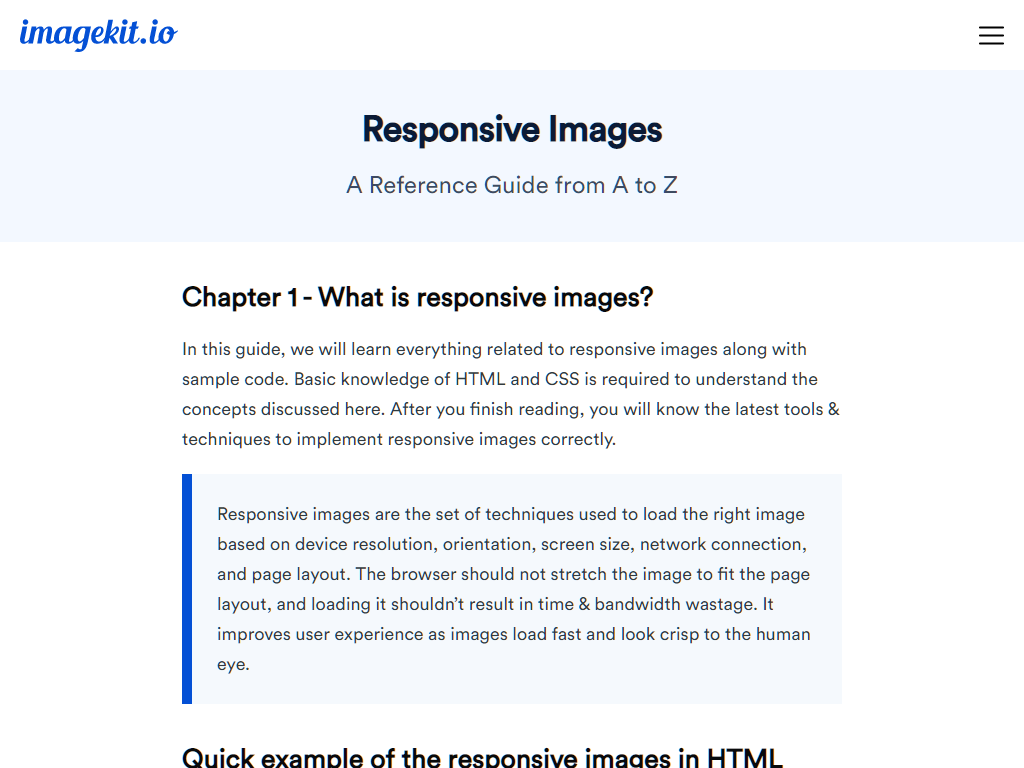 imagekit.io
Responsive Images
A Reference Guide from A to Z
Chapter 1 - What is responsive images?
In this guide, we will learn everything related to responsive images along with
sample code. Basic knowledge of HTML and CSS is required to understand the
concepts discussed here. After you finish reading, you will know the latest tools &
techniques to implement responsive images correctly.
Responsive images are the set of techniques used to load the right image
based on device resolution, orientation, screen size, network connection,
and page layout. The browser should not stretch the image to fit the page
layout, and loading it shouldn’t result in time & bandwidth wastage. It
improves user experience as images load fast and look crisp to the human
eye.
Quick example of the responsive images in HTML